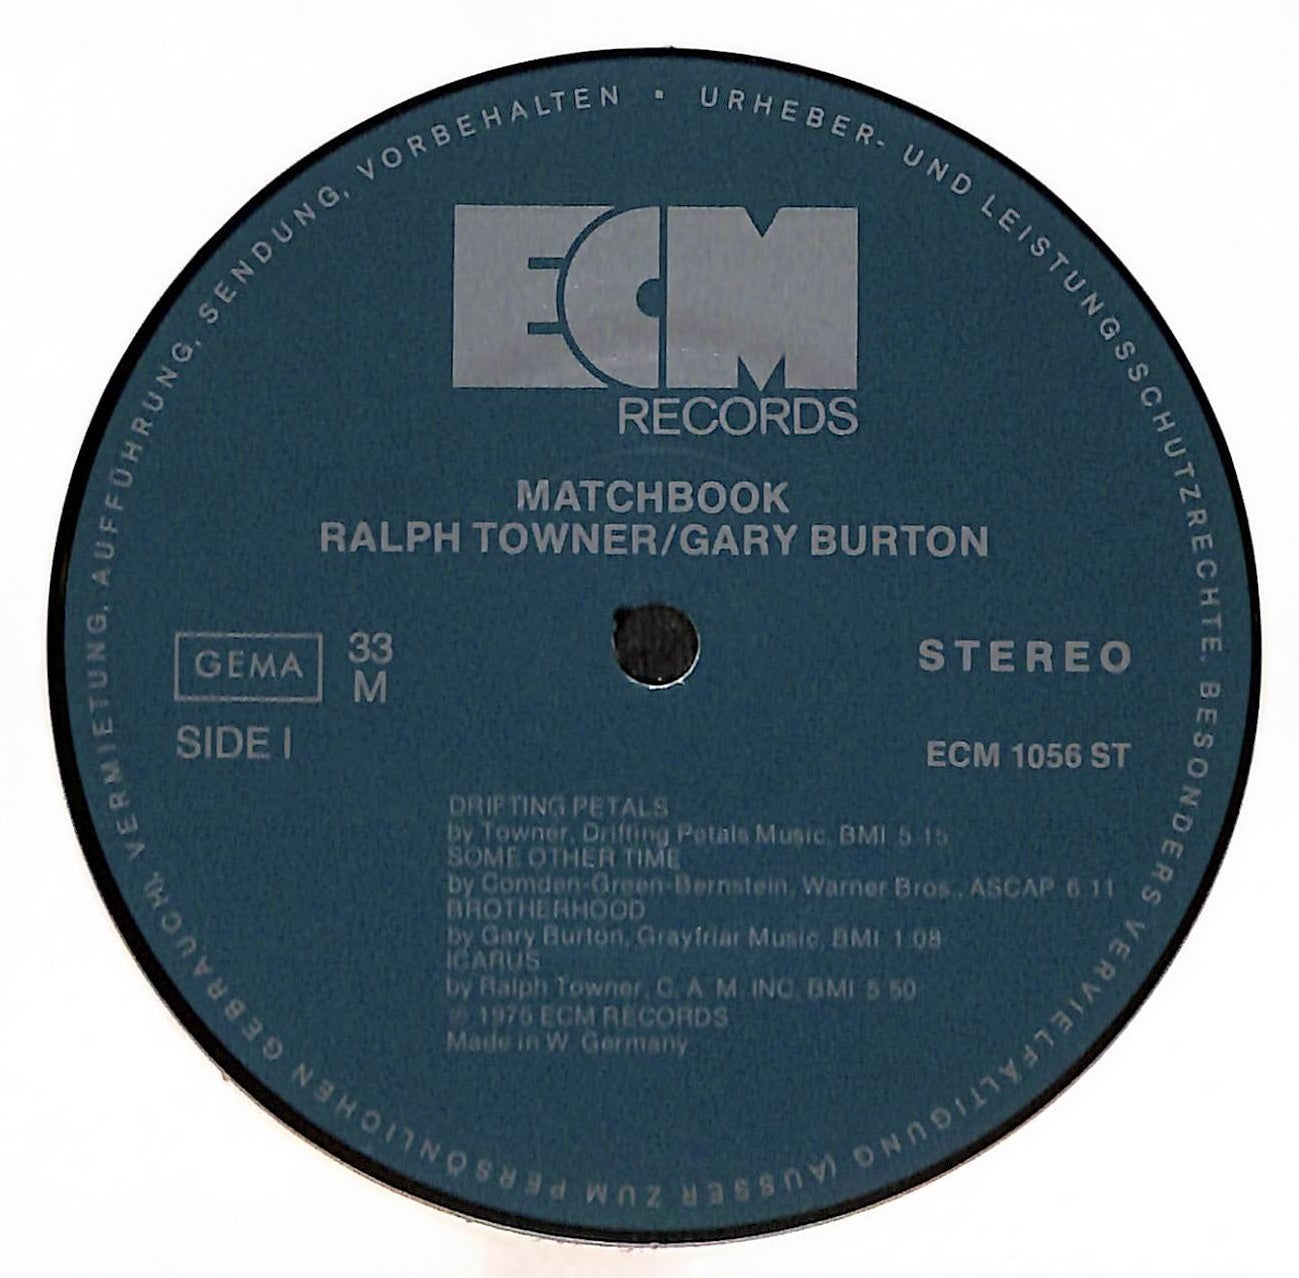 URHEBER- UND LEISTUNGSSCHUTZRECHTE, BESONDERS VERVIELFÄLTIGUNG (AUSSER ZUM PERSÖNLICHEN GEBRAUCH), VERMIETUNG, AUFFÜHRUNG, SENDUNG, VORBEHALTEN ·
ECM
RECORDS
MATCHBOOK
RALPH TOWNER/GARY BURTON
GEMA
33
M
STEREO
SIDE I
ECM 1056 ST
DRIFTING PETALS
by Towner, Drifting Petals Music, BMI 5 15
SOME OTHER TIME
by Comden-Green-Bernstein, Warner Bros., ASCAP 6 11
BROTHERHOOD
by Gary Burton, Grayfriar Music, BMI 1 08
ICARUS
by Ralph Towner, C. A. M. INC, BMI 5 50
℗ 1975 ECM RECORDS
Made in W. Germany